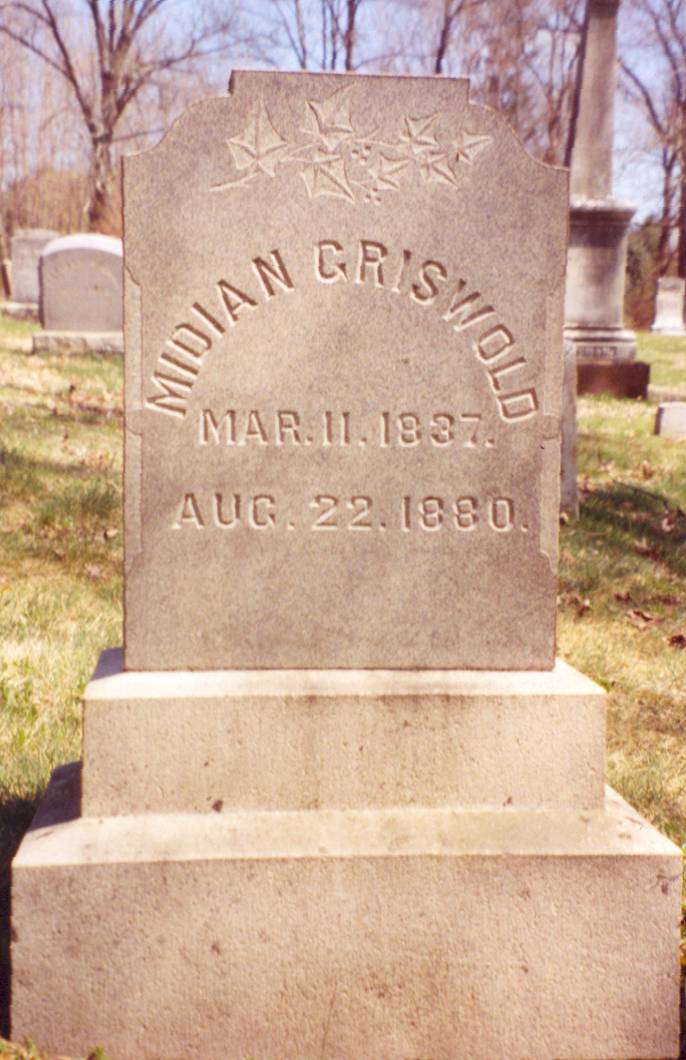 MIDIAN GRISWOLD
MAR. 11. 1837.
AUG. 22. 1880.